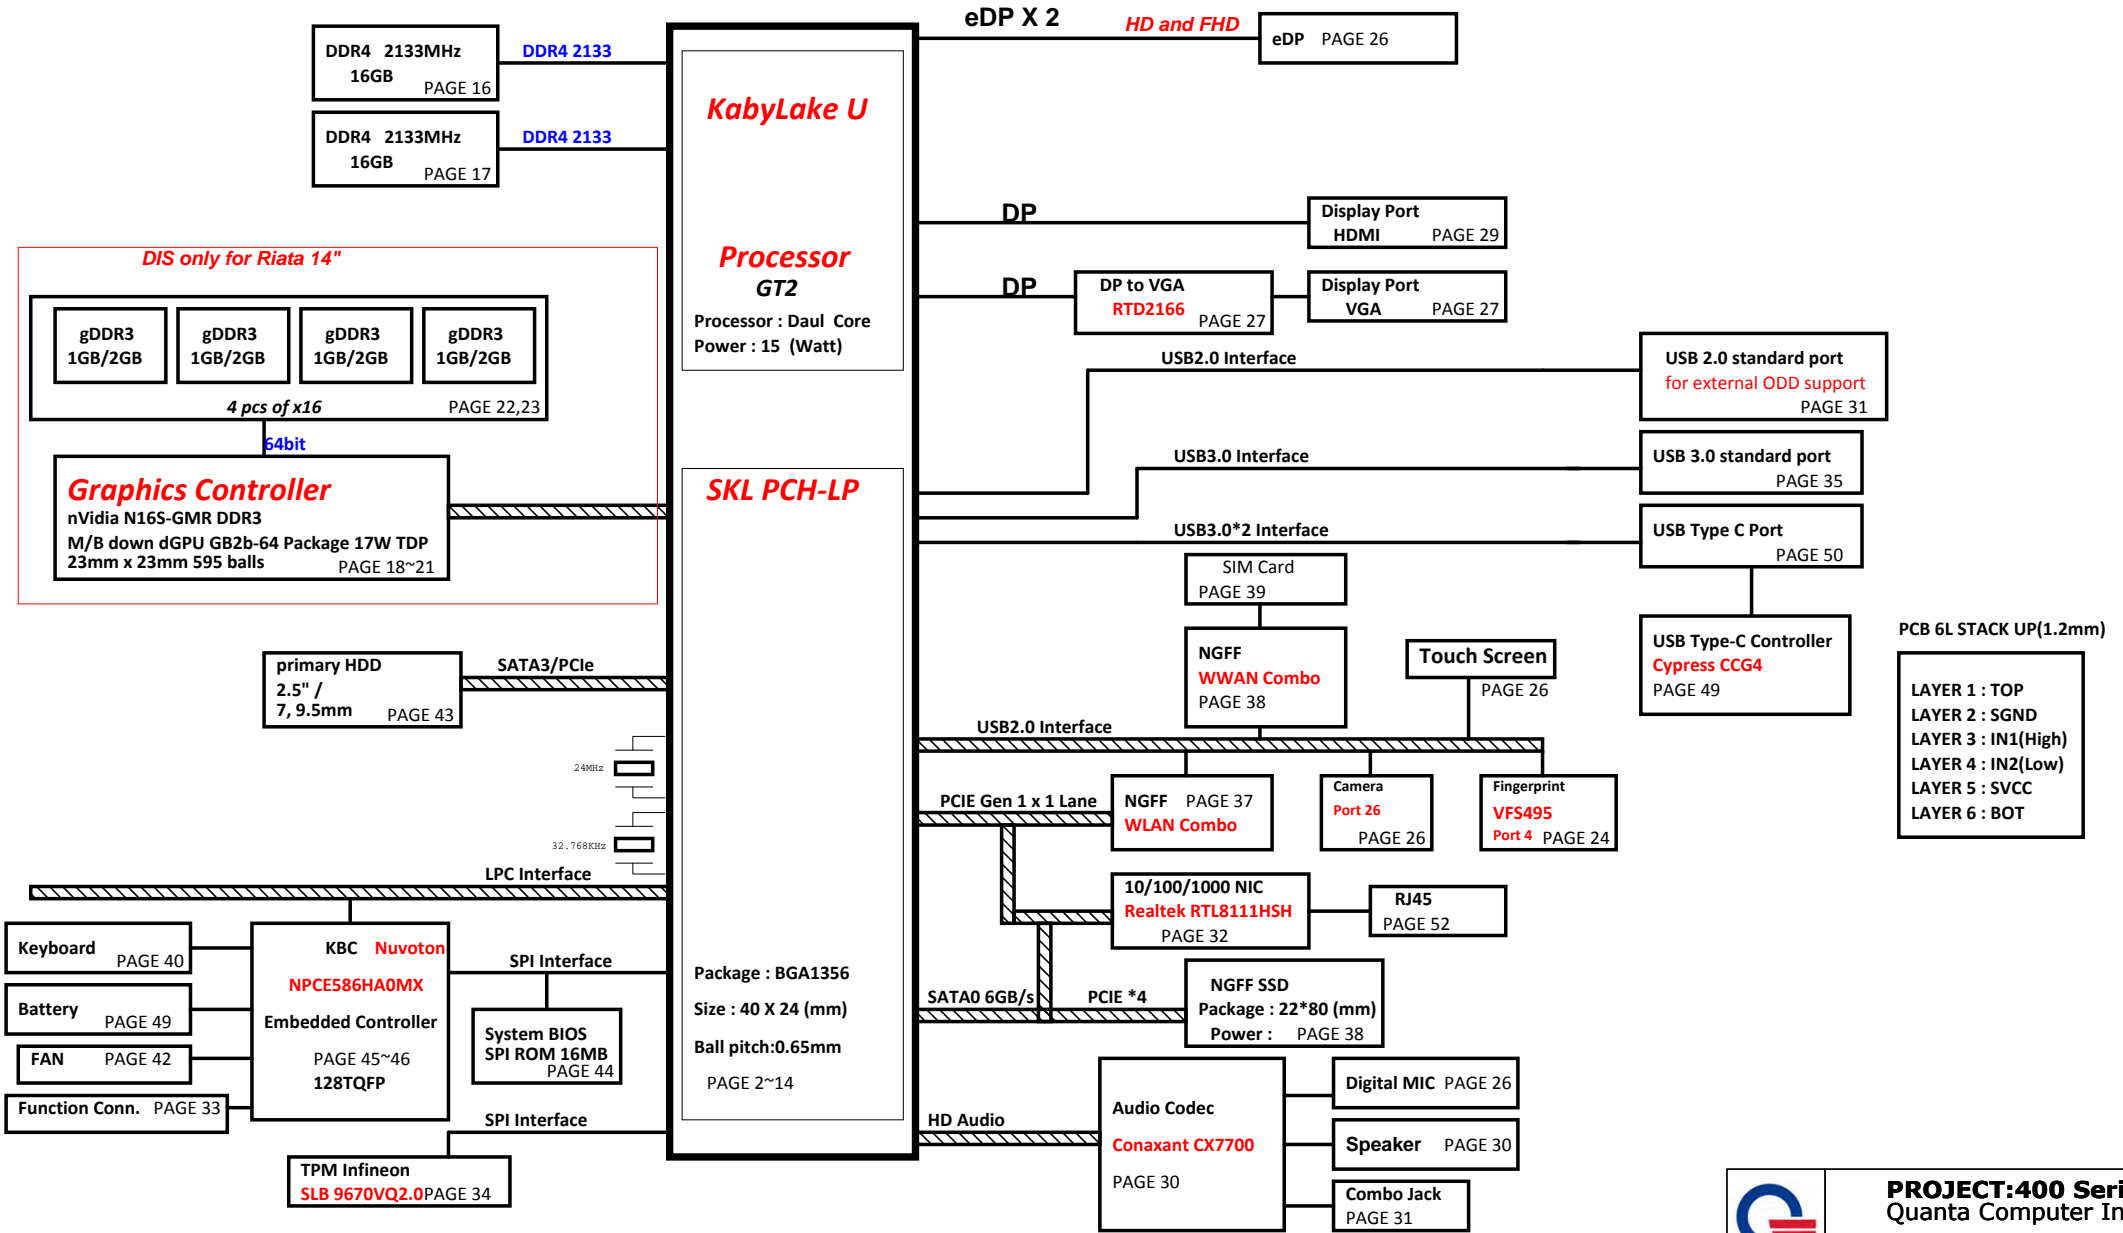 eDP X 2
HD and FHD
eDP PAGE 26
DDR4 2133MHz
16GB
PAGE 16
DDR4 2133
DDR4 2133MHz
16GB
PAGE 17
DDR4 2133
KabyLake U
Processor
GT2
Processor : Daul Core
Power : 15 (Watt)
DP
Display Port
HDMI PAGE 29
DP
DP to VGA
RTD2166
PAGE 27
Display Port
VGA PAGE 27
DIS only for Riata 14"
gDDR3
1GB/2GB
gDDR3
1GB/2GB
gDDR3
1GB/2GB
gDDR3
1GB/2GB
4 pcs of x16 PAGE 22,23
64bit
Graphics Controller
nVidia N16S-GMR DDR3
M/B down dGPU GB2b-64 Package 17W TDP
23mm x 23mm 595 balls PAGE 18~21
USB2.0 Interface
USB 2.0 standard port
for external ODD support
PAGE 31
USB3.0 Interface
USB 3.0 standard port
PAGE 35
USB3.0*2 Interface
USB Type C Port
PAGE 50
USB Type-C Controller
Cypress CCG4
PAGE 49
SKL PCH-LP
Package : BGA1356
Size : 40 X 24 (mm)
Ball pitch:0.65mm
PAGE 2~14
SIM Card
PAGE 39
NGFF
WWAN Combo
PAGE 38
Touch Screen
PAGE 26
USB2.0 Interface
PCB 6L STACK UP(1.2mm)
LAYER 1 : TOP
LAYER 2 : SGND
LAYER 3 : IN1(High)
LAYER 4 : IN2(Low)
LAYER 5 : SVCC
LAYER 6 : BOT
primary HDD
2.5" /
7, 9.5mm PAGE 43
SATA3/PCIe
24MHz
32.768KHz
PCIE Gen 1 x 1 Lane
NGFF PAGE 37
WLAN Combo
Camera
Port 26
PAGE 26
Fingerprint
VFS495
Port 4 PAGE 24
LPC Interface
10/100/1000 NIC
Realtek RTL8111HSH
PAGE 32
RJ45
PAGE 52
Keyboard PAGE 40
Battery PAGE 49
FAN PAGE 42
Function Conn. PAGE 33
KBC Nuvoton
NPCE586HA0MX
Embedded Controller
PAGE 45~46
128TQFP
SPI Interface
System BIOS
SPI ROM 16MB
PAGE 44
SPI Interface
TPM Infineon
SLB 9670VQ2.0PAGE 34
SATA0 6GB/s
PCIE *4
NGFF SSD
Package : 22*80 (mm)
Power : PAGE 38
HD Audio
Audio Codec
Conaxant CX7700
PAGE 30
Digital MIC PAGE 26
Speaker PAGE 30
Combo Jack
PAGE 31
PROJECT:400 Seri
Quanta Computer In